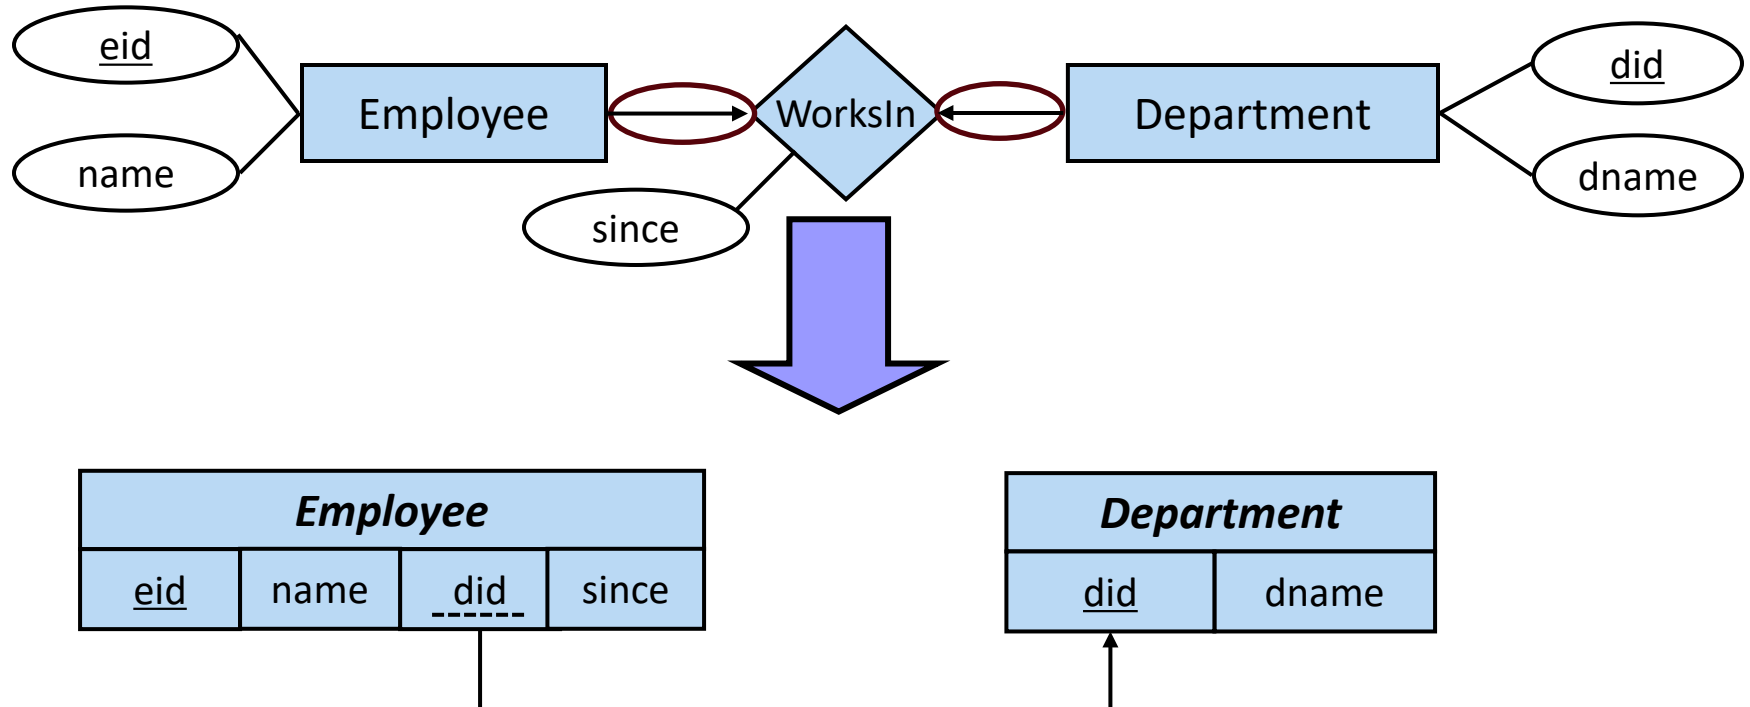 eid
name
Employee
WorksIn
since
Department
did
dname
Employee
eid name did since
Department
did dname